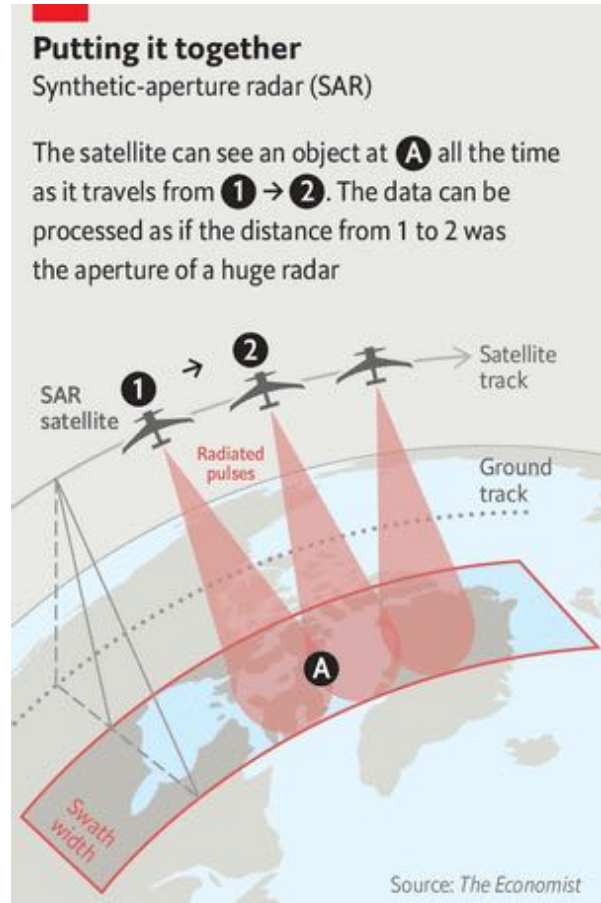 Putting it together
Synthetic-aperture radar (SAR)
The satellite can see an object at A all the time
as it travels from 1 → 2. The data can be
processed as if the distance from 1 to 2 was
the aperture of a huge radar
1 → 2
SAR
satellite
Satellite
track
Radiated
pulses
Ground
track
A
Swath
width
Source: The Economist